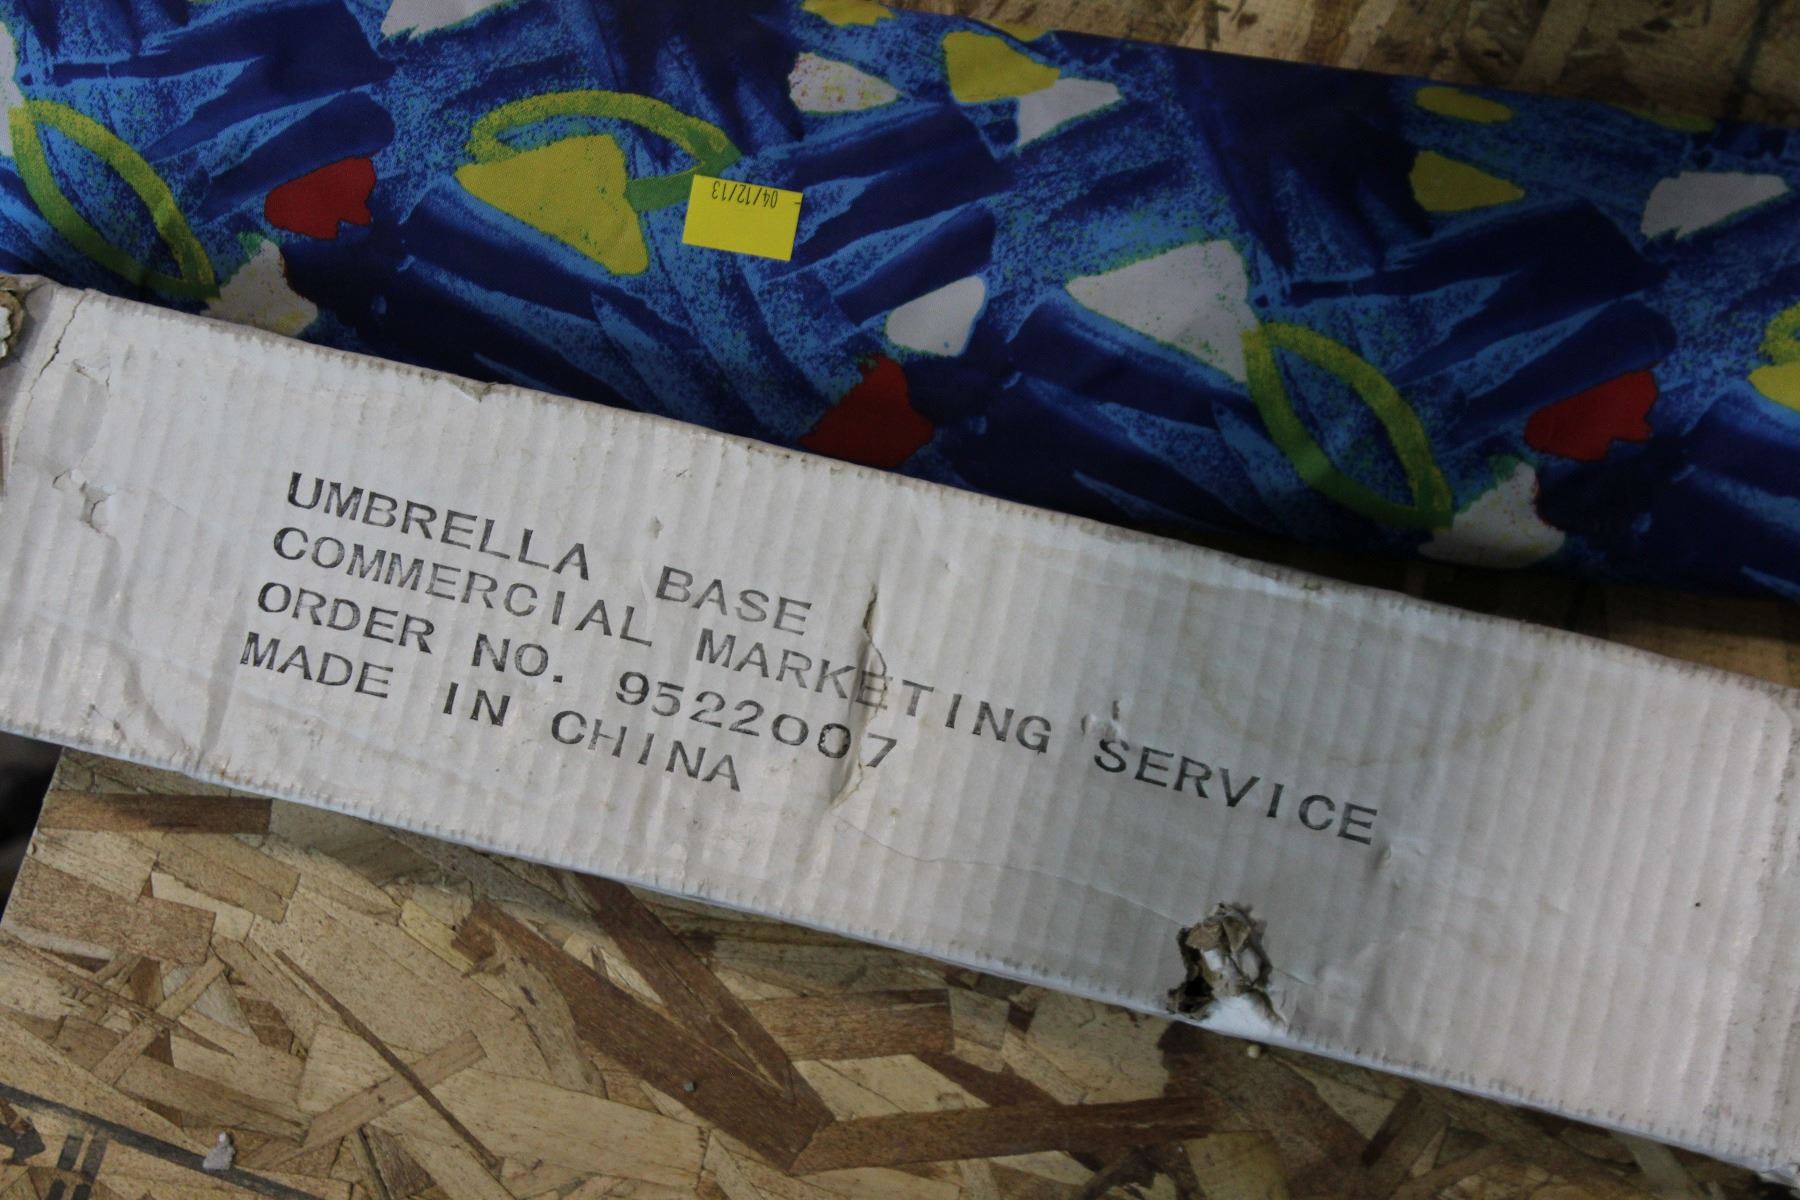 04/12/13
UMBRELLA BASE
COMMERCIAL MARKETING SERVICE
ORDER NO. 9522007
MADE IN CHINA